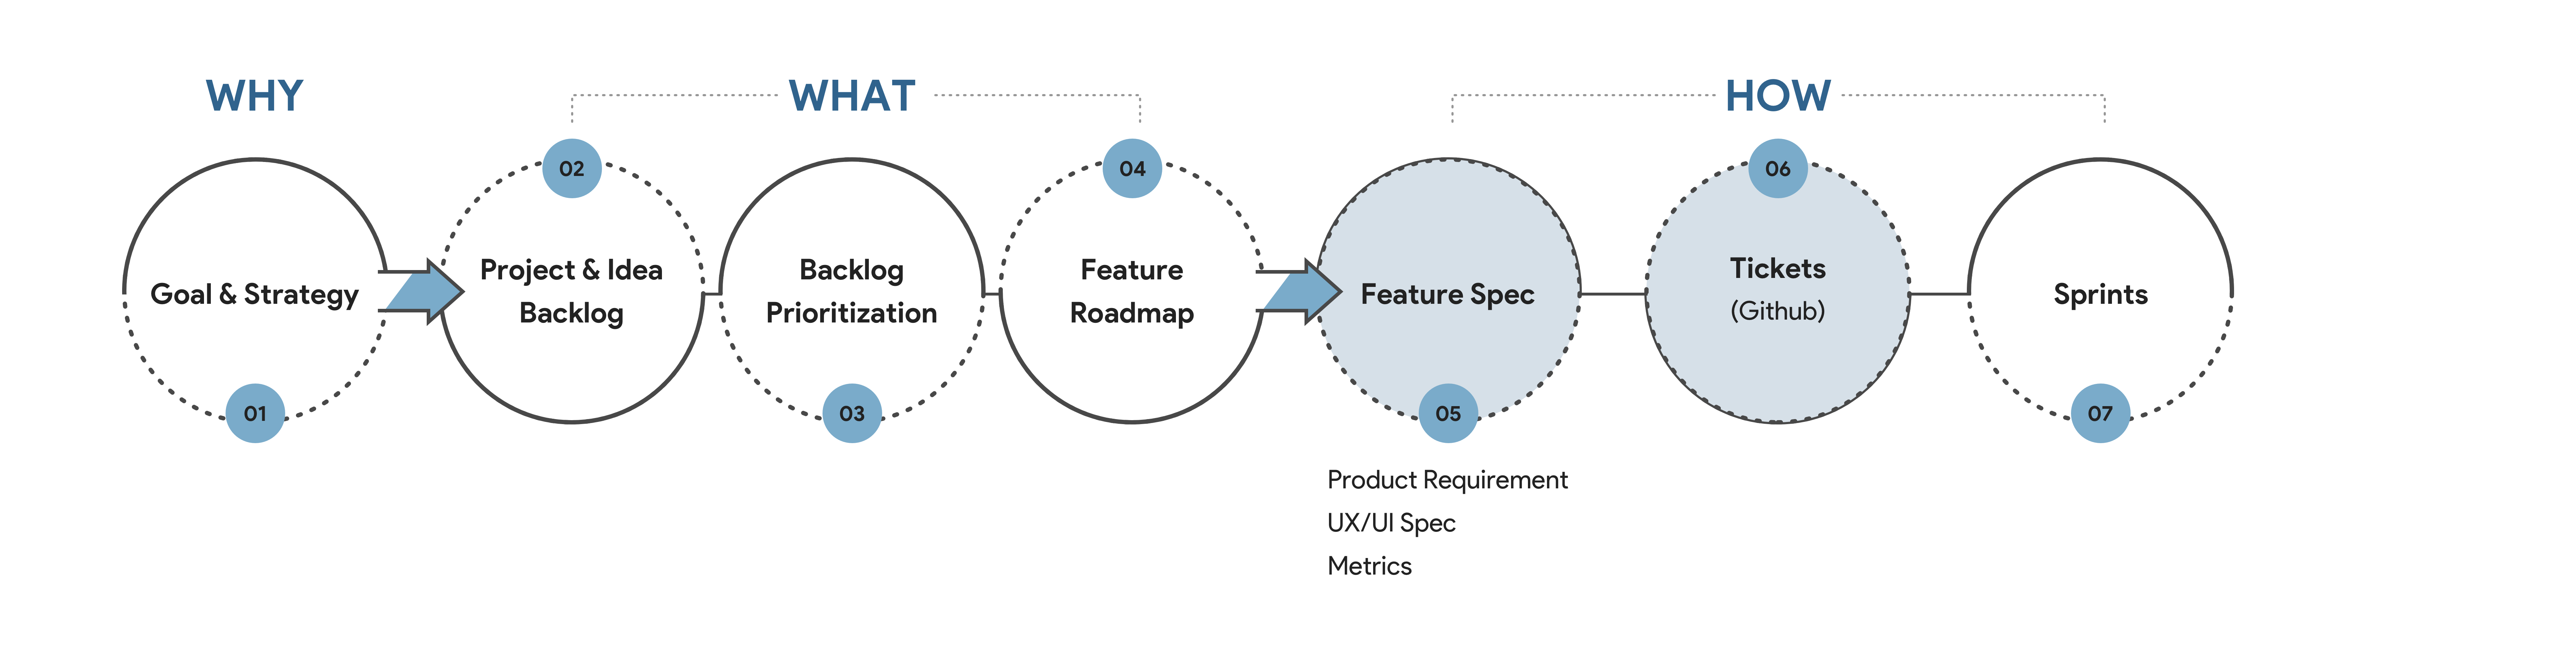 WHY
WHAT
HOW
02
04
06
Goal & Strategy
Project & Idea
Backlog
Backlog
Prioritization
Feature
Roadmap
Feature Spec
Tickets
(Github)
Sprints
01
03
05
07
Product Requirement
UX/UI Spec
Metrics